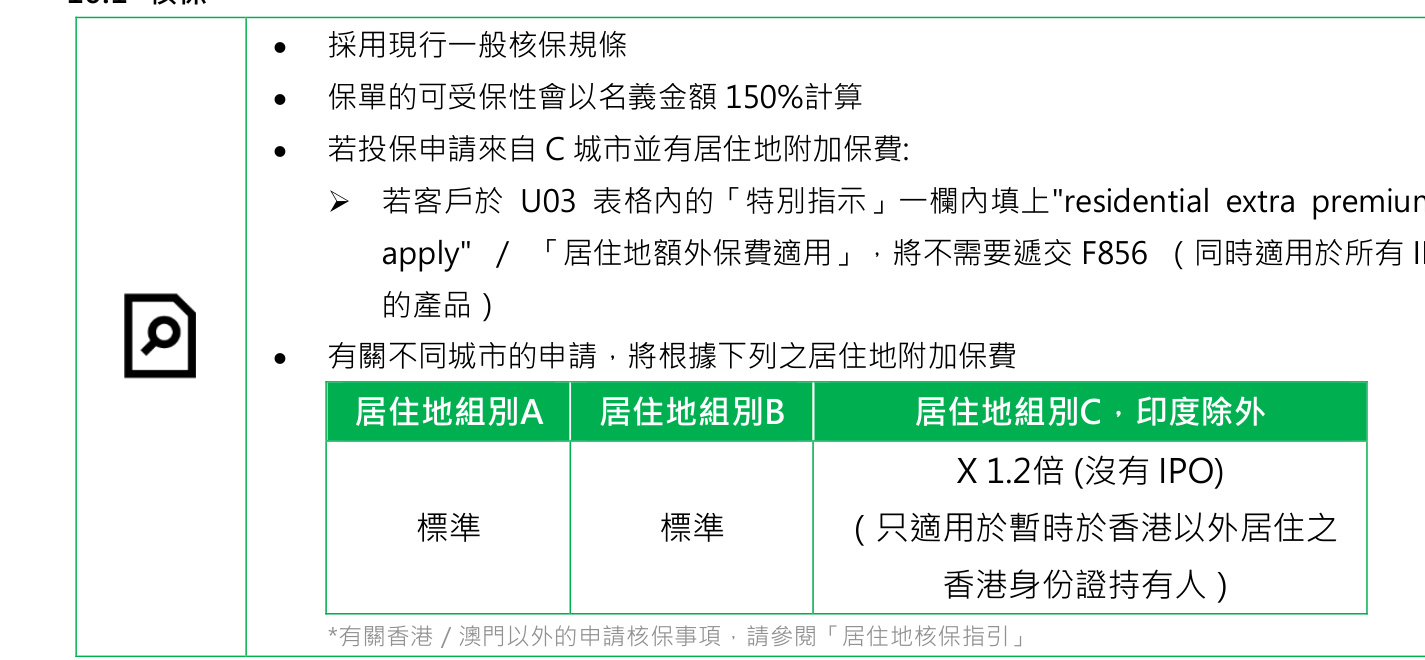 採用現行一般核保規條
保單的可受保性會以名義金額 150%計算
若投保申請來自 C 城市並有居住地附加保費:
若客戶於 U03 表格內的「特別指示」一欄內填上"residential extra premium
apply" / 「居住地額外保費適用」，將不需要遞交 F856 （同時適用於所有
的產品）
有關不同城市的申請，將根據下列之居住地附加保費
居住地組別A 居住地組別B 居住地組別C，印度除外
標準 標準 X 1.2倍 (沒有 IPO)
（只適用於暫時於香港以外居住之
香港身份證持有人）
*有關香港／澳門以外的申請核保事項，請參閱「居住地核保指引」